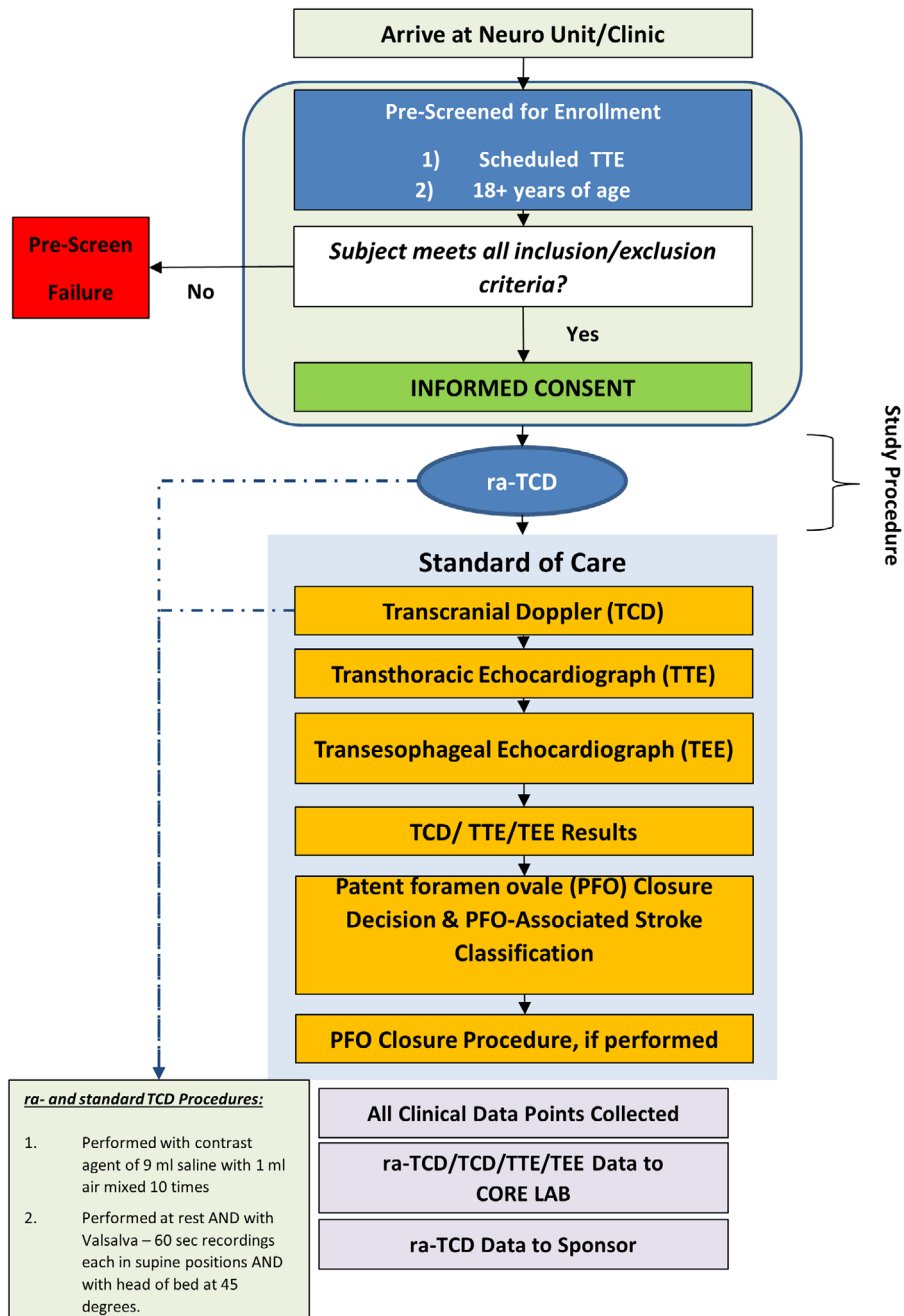 Arrive at Neuro Unit/Clinic
Pre-Screened for Enrollment
1) Scheduled TTE
2) 18+ years of age
Pre-Screen
Failure
No
Subject meets all inclusion/exclusion
criteria?
Yes
INFORMED CONSENT
Study Procedure
ra-TCD
Standard of Care
Transcranial Doppler (TCD)
Transthoracic Echocardiograph (TTE)
Transesophageal Echocardiograph (TEE)
TCD/ TTE/TEE Results
Patent foramen ovale (PFO) Closure
Decision & PFO-Associated Stroke
Classification
PFO Closure Procedure, if performed
ra- and standard TCD Procedures:
1. Performed with contrast
agent of 9 ml saline with 1 ml
air mixed 10 times
2. Performed at rest AND with
Valsalva – 60 sec recordings
each in supine positions AND
with head of bed at 45
degrees.
All Clinical Data Points Collected
ra-TCD/TCD/TTE/TEE Data to
CORE LAB
ra-TCD Data to Sponsor